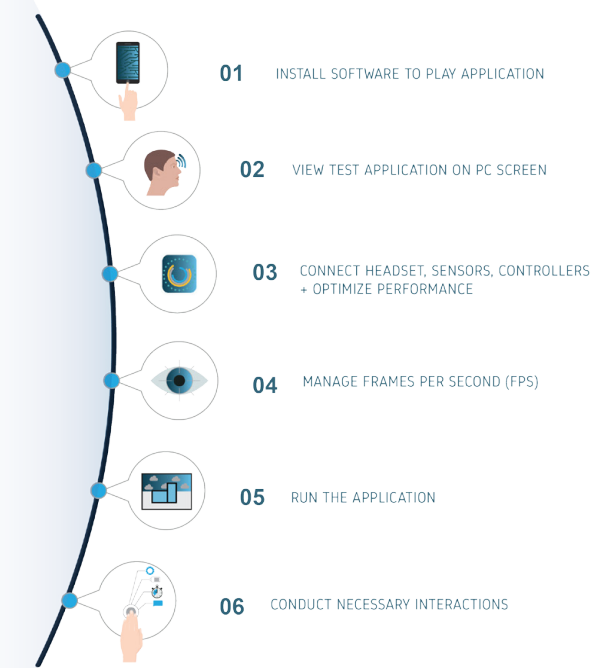 01 INSTALL SOFTWARE TO PLAY APPLICATION
02 VIEW TEST APPLICATION ON PC SCREEN
03 CONNECT HEADSET, SENSORS, CONTROLLERS
+ OPTIMIZE PERFORMANCE
04 MANAGE FRAMES PER SECOND (FPS)
05 RUN THE APPLICATION
06 CONDUCT NECESSARY INTERACTIONS